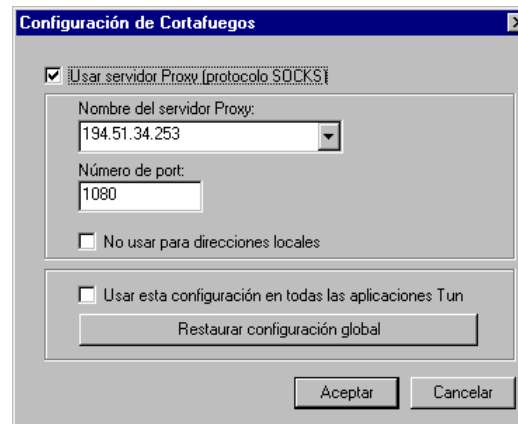 Configuración de Cortafuegos
Usar servidor Proxy (protocolo SOCKS)
Nombre del servidor Proxy:
194.51.34.253
Número de port:
1080
No usar para direcciones locales
Usar esta configuración en todas las aplicaciones Tun
Restaurar configuración global
Aceptar Cancelar